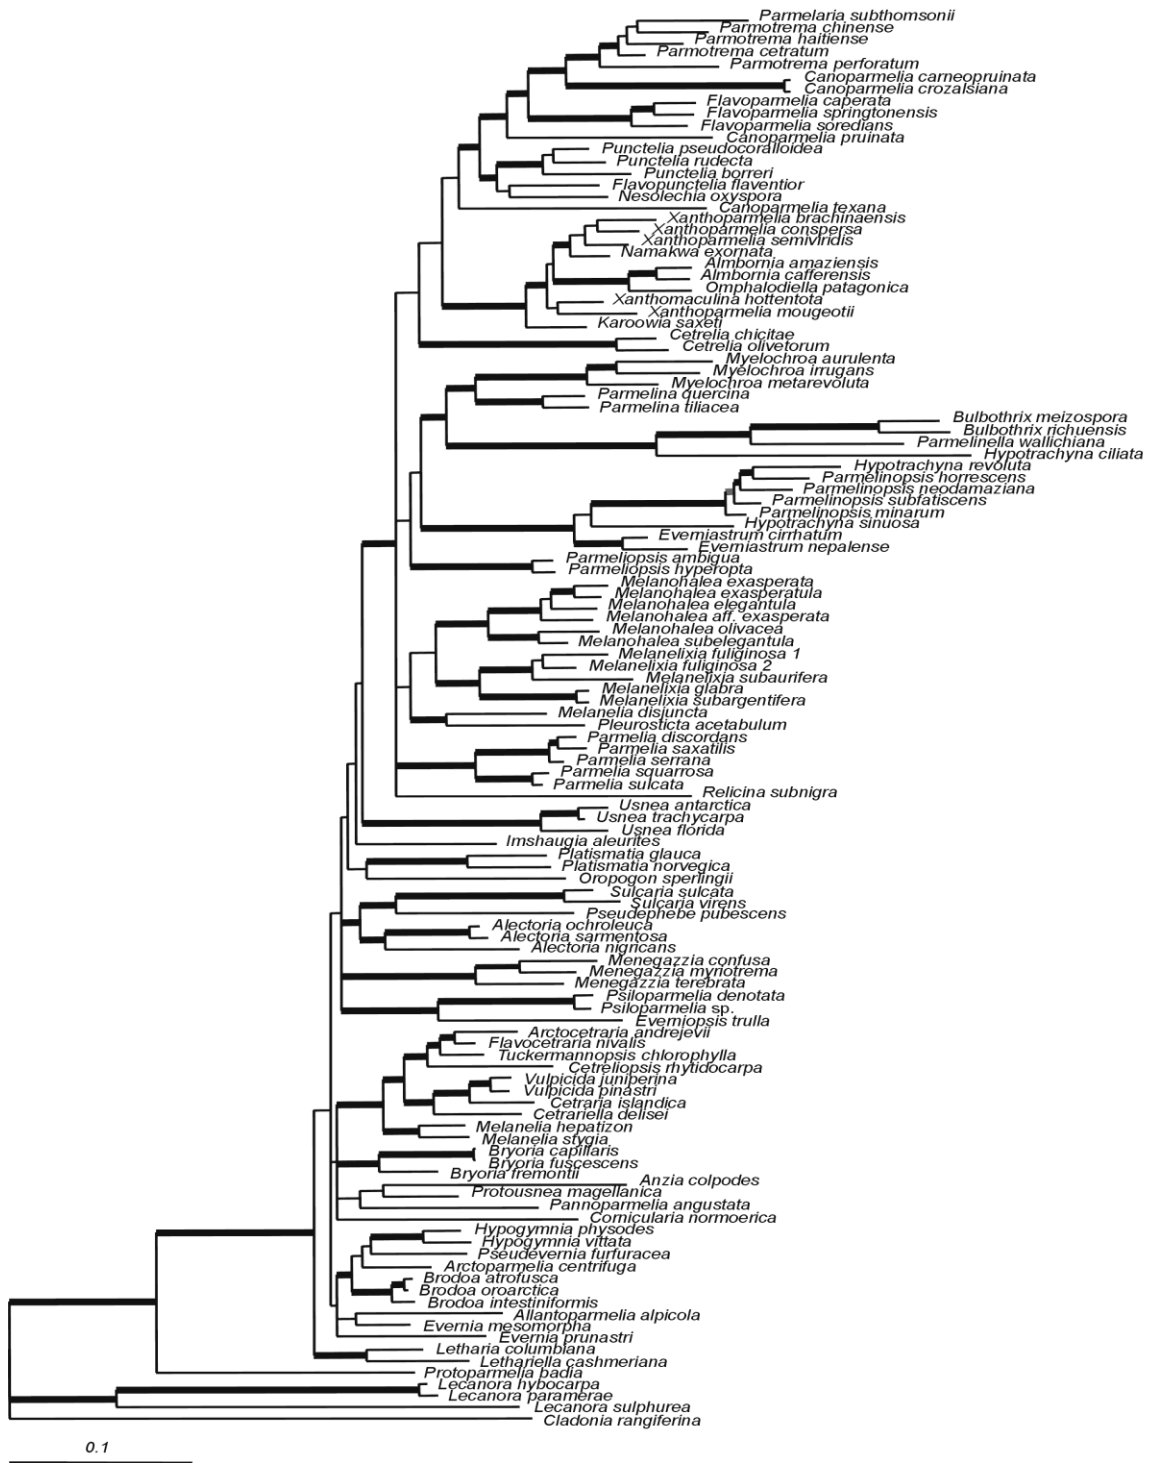 Parmelaria subthomsonii
Parmotrema chinense
Parmotrema haitiense
Parmotrema cetratum
Parmotrema perforatum
Canoparmelia carneopruinata
Canoparmelia crozalsiana
Flavoparmelia caperata
Flavoparmelia springtonensis
Flavoparmelia soredians
Canoparmelia pruinata
Punctelia pseudocoralloidea
Punctelia rudecta
Punctelia borreri
Flavopunctelia flaventior
Nesolechia oxyspora
Canoparmelia texana
Xanthoparmelia brachinaensis
Xanthoparmelia conspersa
Xanthoparmelia semiviridis
Namakwa exornata
Almbornia amaziensis
Almbornia cafferensis
Omphalodiella patagonica
Xanthomaculina hottentota
Xanthoparmelia mougeotii
Karoowia saxeti
Cetrelia chicitae
Cetrelia olivetorum
Myelochroa aurulenta
Myelochroa irrugans
Myelochroa metarevoluta
Parmelina quercina
Parmelina tiliacea
Bulbothrix meizospora
Bulbothrix richuensis
Parmelinella wallichiana
Hypotrachyna ciliata
Hypotrachyna revoluta
Parmelinopsis horrescens
Parmelinopsis neodamaziana
Parmelinopsis subfatiscens
Parmelinopsis minarum
Hypotrachyna sinuosa
Everniastrum cirrhatum
Everniastrum nepalense
Parmeliopsis ambigua
Parmeliopsis hyperopta
Melanohalea exasperata
Melanohalea exasperatula
Melanohalea elegantula
Melanohalea aff. exasperata
Melanohalea olivacea
Melanohalea subelegantula
Melanelixia fuliginosa 1
Melanelixia fuliginosa 2
Melanelixia subaurifera
Melanelixia glabra
Melanelixia subargentifera
Melanelia disjuncta
Pleurosticta acetabulum
Parmelia discordans
Parmelia saxatilis
Parmelia serrana
Parmelia squarrosa
Parmelia sulcata
Relicina subnigra
Usnea antarctica
Usnea trachycarpa
Usnea florida
Imshaugia aleurites
Platismatia glauca
Platismatia norvegica
Oropogon sperlingii
Sulcaria sulcata
Sulcaria virens
Pseudephebe pubescens
Alectoria ochroleuca
Alectoria sarmentosa
Alectoria nigricans
Menegazzia confusa
Menegazzia myriotrema
Menegazzia terebrata
Psiloparmelia denotata
Psiloparmelia sp.
Everniopsis trulla
Arctocetraria andrejevii
Flavocetraria nivalis
Tuckermannopsis chlorophylla
Cetreliopsis rhytidocarpa
Vulpicida juniperina
Vulpicida pinastri
Cetraria islandica
Cetrariella delisei
Melanelia hepatizon
Melanelia stygia
Bryoria capillaris
Bryoria fuscescens
Bryoria fremontii
Anzia colpodes
Protousnea magellanica
Pannoparmelia angustata
Cornicularia normoerica
Hypogymnia physodes
Hypogymnia vittata
Pseudevernia furfuracea
Arctoparmelia centrifuga
Brodoa atrofusca
Brodoa oroarctica
Brodoa intestiniformis
Allantoparmelia alpicola
Evernia mesomorpha
Evernia prunastri
Letharia columbiana
Lethariella cashmeriana
Protoparmelia badia
Lecanora hybocarpa
Lecanora paramerae
Lecanora sulphurea
Cladonia rangiferina
0.1